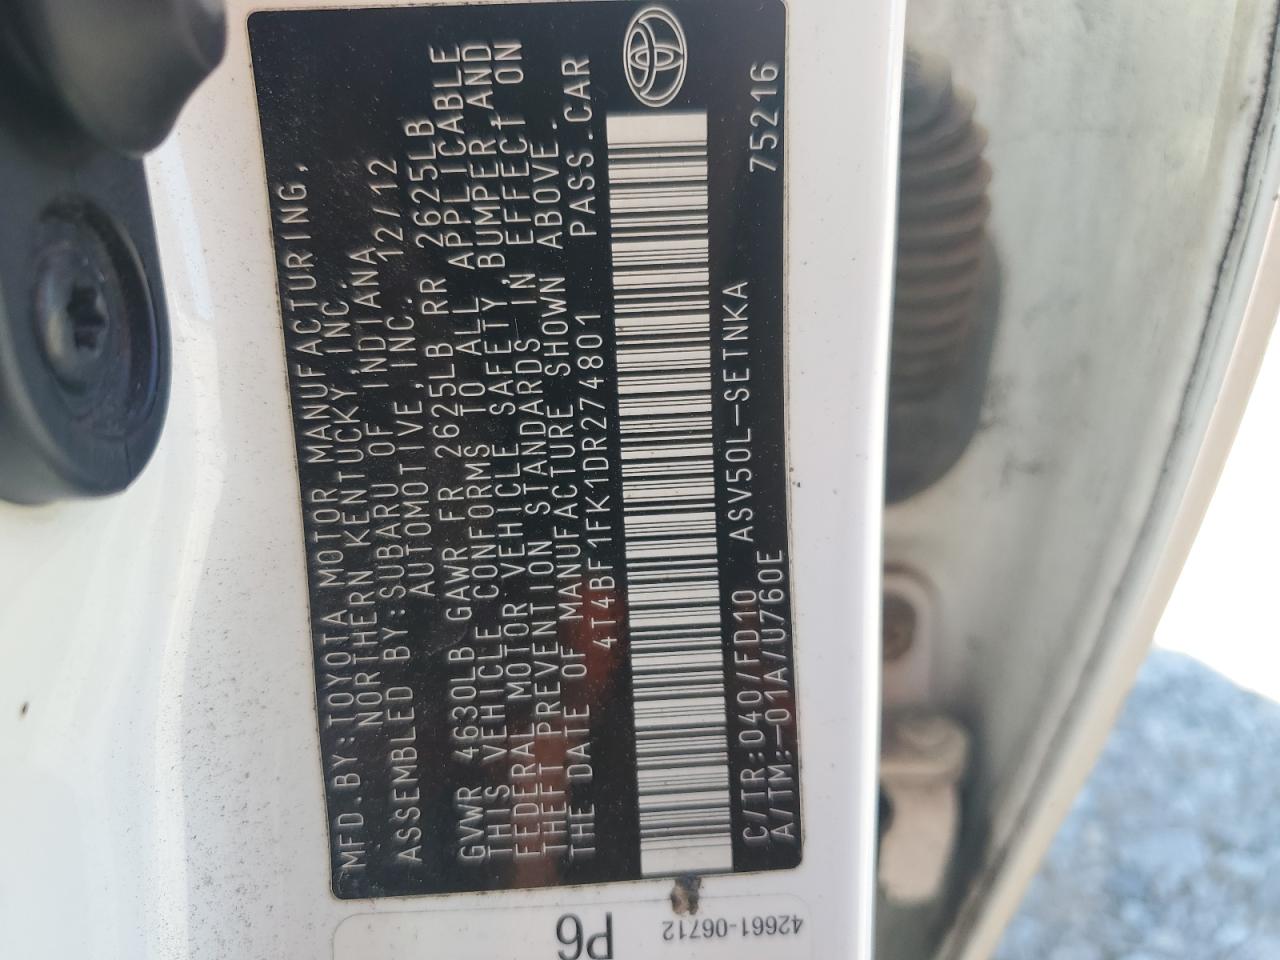 MFD.BY:TOYOTA MOTOR MANUFACTURING,
NORTHERN KENTUCKY,INC.
ASSEMBLED BY:SUBARU OF INDIANA
AUTOMOTIVE,INC. 12/12
GVWR 4630LB GAWR FR 2625LB RR 2625LB
THIS VEHICLE CONFORMS TO ALL APPLICABLE
FEDERAL MOTOR VEHICLE SAFETY,BUMPER,AND
THEFT PREVENTION STANDARDS IN EFFECT ON
THE DATE OF MANUFACTURE SHOWN ABOVE.
4T4BF1FK1DR274801 PASS.CAR
C/TR:040/FD10 ASV50L-SETNKA 75216
A/TM:-01A/U760E
P6
42661-06712